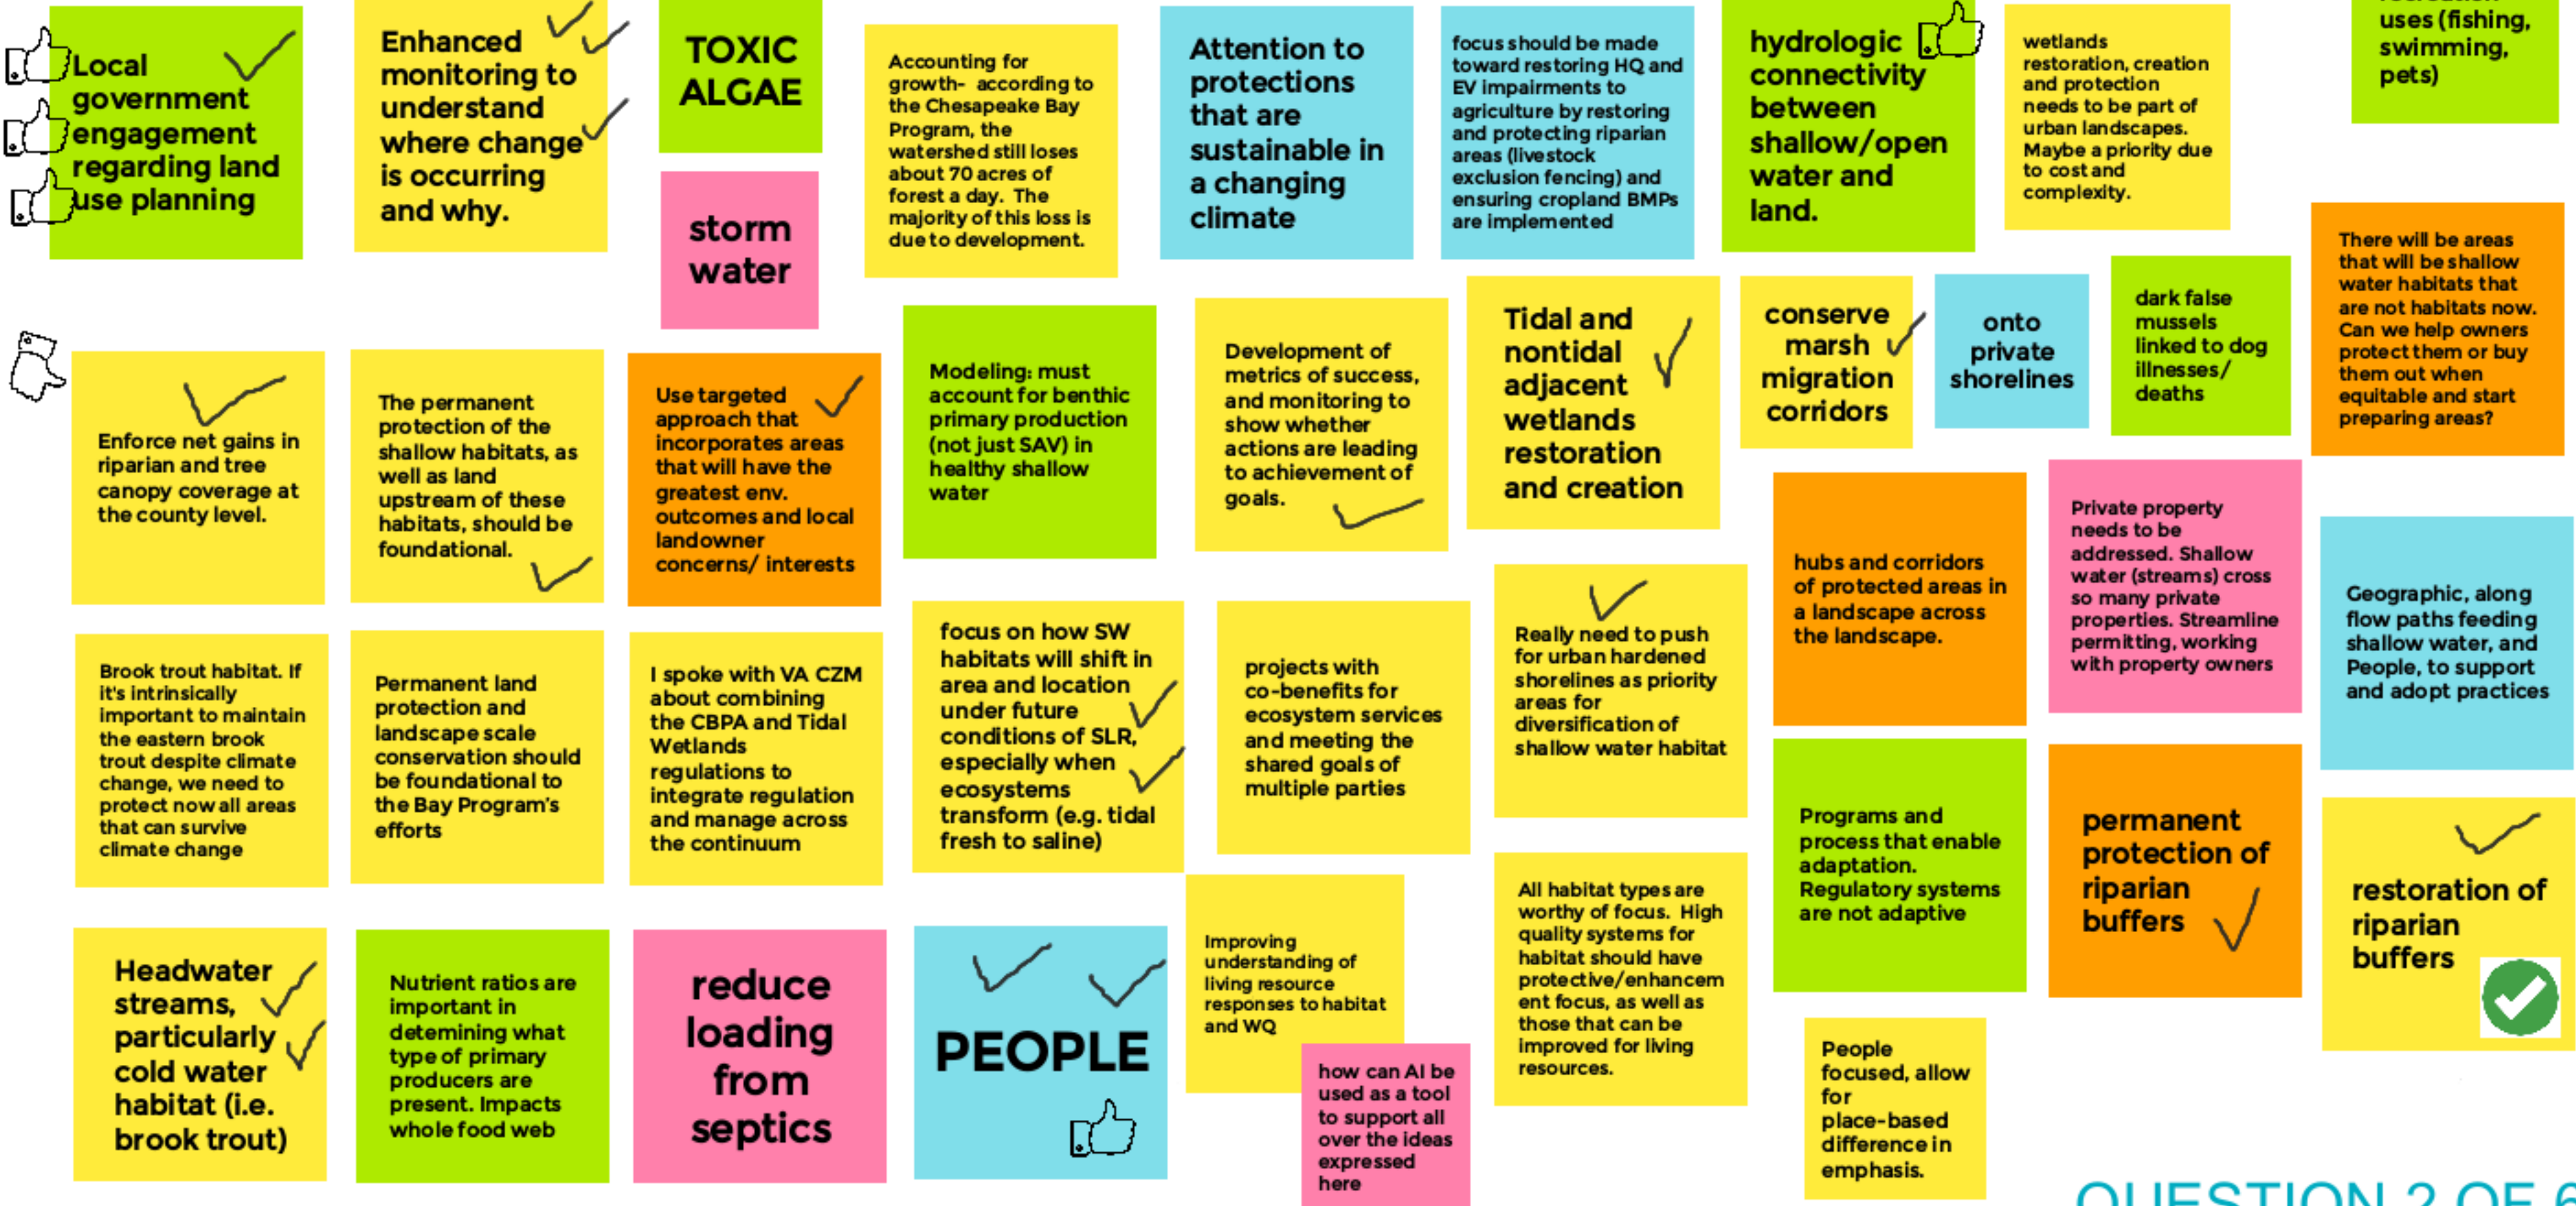 Local
government
engagement
regarding land
use planning
Enhanced
monitoring to
understand
where change
is occurring
and why.
TOXIC
ALGAE
storm
water
Accounting for
growth- according to
the Chesapeake Bay
Program, the
watershed still loses
about 70 acres of
forest a day. The
majority of this loss is
due to development.
Attention to
protections
that are
sustainable in
a changing
climate
focus should be made
toward restoring HQ and
EV impairments to
agriculture by restoring
and protecting riparian
areas (livestock
exclusion fencing) and
ensuring cropland BMPs
are implemented
hydrologic
connectivity
between
shallow/open
water and
land.
wetlands
restoration, creation
and protection
needs to be part of
urban landscapes.
Maybe a priority due
to cost and
complexity.
uses (fishing,
swimming,
pets)
Enforce net gains in
riparian and tree
canopy coverage at
the county level.
The permanent
protection of the
shallow habitats, as
well as land
upstream of these
habitats, should be
foundational.
Use targeted
approach that
incorporates areas
that will have the
greatest env.
outcomes and local
landowner
concerns/ interests
Modeling: must
account for benthic
primary production
(not just SAV) in
healthy shallow
water
Development of
metrics of success,
and monitoring to
show whether
actions are leading
to achievement of
goals.
Tidal and
nontidal
adjacent
wetlands
restoration
and creation
conserve
marsh
migration
corridors
onto
private
shorelines
dark false
mussels
linked to dog
illnesses/
deaths
There will be areas
that will be shallow
water habitats that
are not habitats now.
Can we help owners
protect them or buy
them out when
equitable and start
preparing areas?
Brook trout habitat. If
it's intrinsically
important to maintain
the eastern brook
trout despite climate
change, we need to
protect now all areas
that can survive
climate change
Permanent land
protection and
landscape scale
conservation should
be foundational to
the Bay Program's
efforts
I spoke with VA CZM
about combining
the CBPA and Tidal
Wetlands
regulations to
integrate regulation
and manage across
the continuum
focus on how SW
habitats will shift in
area and location
under future
conditions of SLR,
especially when
ecosystems
transform (e.g. tidal
fresh to saline)
projects with
co-benefits for
ecosystem services
and meeting the
shared goals of
multiple parties
Really need to push
for urban hardened
shorelines as priority
areas for
diversification of
shallow water habitat
hubs and corridors
of protected areas in
a landscape across
the landscape.
Private property
needs to be
addressed. Shallow
water (streams) cross
so many private
properties. Streamline
permitting, working
with property owners
Geographic, along
flow paths feeding
shallow water, and
People, to support
and adopt practices
Headwater
streams,
particularly
cold water
habitat (i.e.
brook trout)
Nutrient ratios are
important in
detemining what
type of primary
producers are
present. Impacts
whole food web
reduce
loading
from
septics
PEOPLE
Improving
understanding of
living resource
responses to habitat
and WQ
how can AI be
used as a tool
to support all
over the ideas
expressed
here
All habitat types are
worthy of focus. High
quality systems for
habitat should have
protective/enhancem
ent focus, as well as
those that can be
improved for living
resources.
Programs and
process that enable
adaptation.
Regulatory systems
are not adaptive
permanent
protection of
riparian
buffers
restoration of
riparian
buffers
People
focused, allow
for
place-based
difference in
emphasis.
QUESTION 2 OF 6